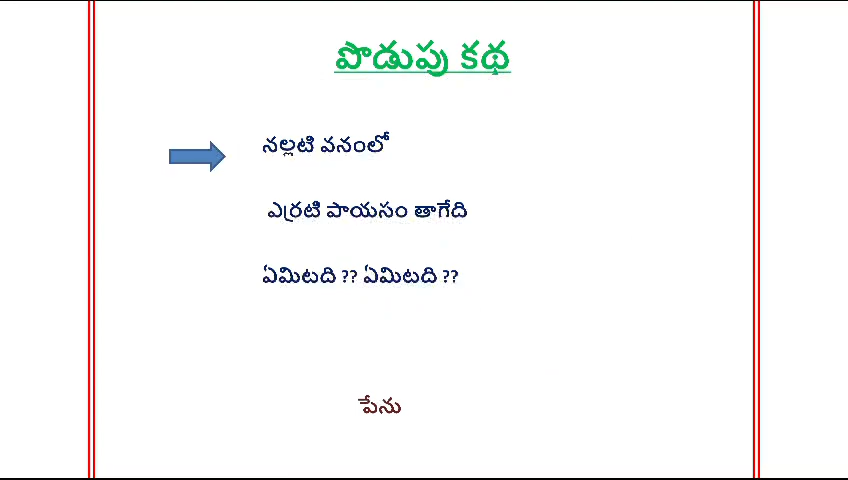 పొడుపు కథ
నల్లటి వనంలో
ఎర్రటి పాయసం తాగేది
ఏమిటది ?? ఏమిటది ??
పేను